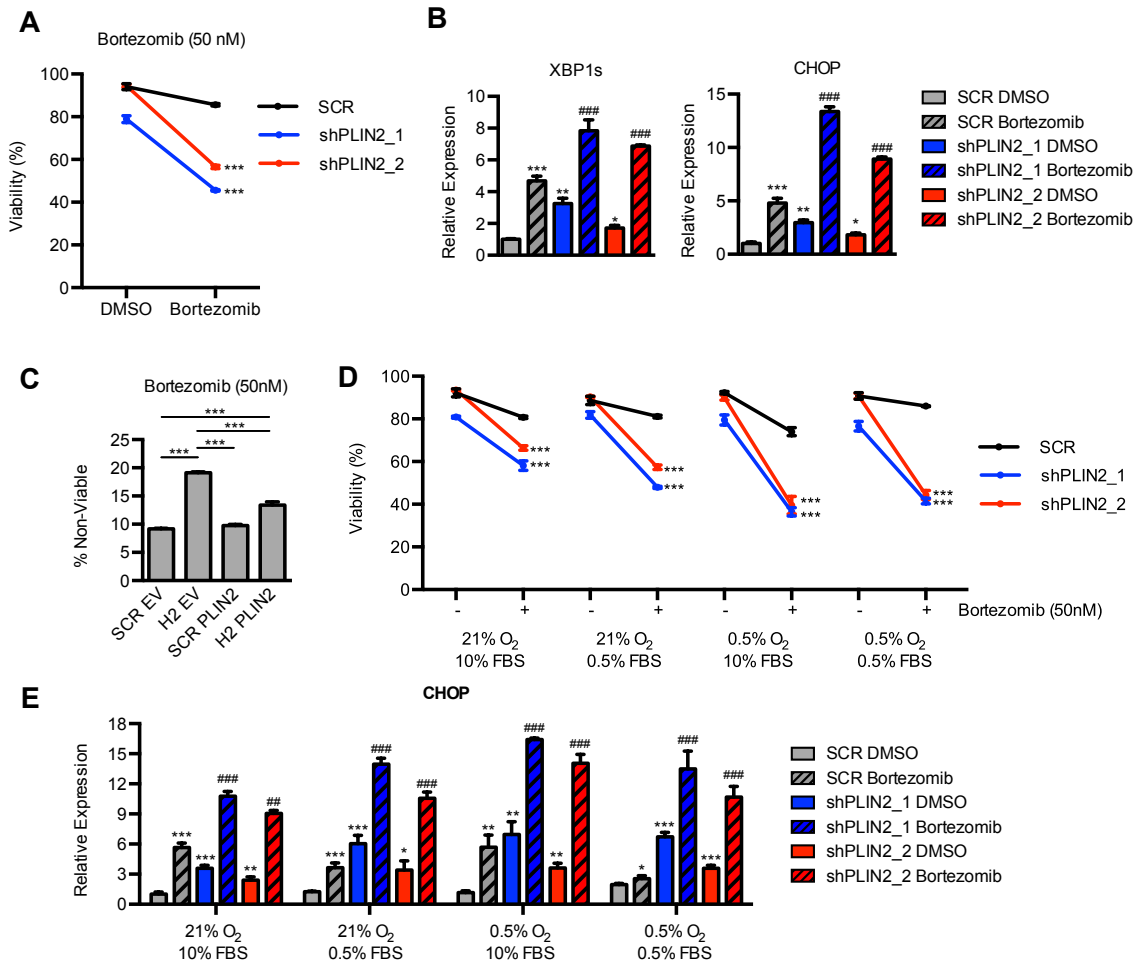 A
Bortezomib (50 nM)
Viability (%)
100
80
60
40
20
0
DMSO
Bortezomib
***
***
SCR
shPLIN2_1
shPLIN2_2
B
XBP1s
Relative Expression
10
8
6
4
2
0
***
**
###
*
###
CHOP
Relative Expression
15
10
5
0
***
**
###
*
###
SCR DMSO
SCR Bortezomib
shPLIN2_1 DMSO
shPLIN2_1 Bortezomib
shPLIN2_2 DMSO
shPLIN2_2 Bortezomib
C
Bortezomib (50nM)
***
***
***
***
% Non-Viable
25
20
15
10
5
0
SCR EV
H2 EV
SCR PLIN2
H2 PLIN2
D
Viability (%)
100
80
60
40
20
0
***
***
***
***
***
***
***
***
SCR
shPLIN2_1
shPLIN2_2
- + - + - + - + Bortezomib (50nM)
21% O2 21% O2 0.5% O2 0.5% O2
10% FBS 0.5% FBS 10% FBS 0.5% FBS
E
CHOP
Relative Expression
18
15
12
9
6
3
0
*** *** ### ** ##
*** *** ### * ###
** ** ### ** ###
* *** ### *** ###
21% O2 21% O2 0.5% O2 0.5% O2
10% FBS 0.5% FBS 10% FBS 0.5% FBS
SCR DMSO
SCR Bortezomib
shPLIN2_1 DMSO
shPLIN2_1 Bortezomib
shPLIN2_2 DMSO
shPLIN2_2 Bortezomib